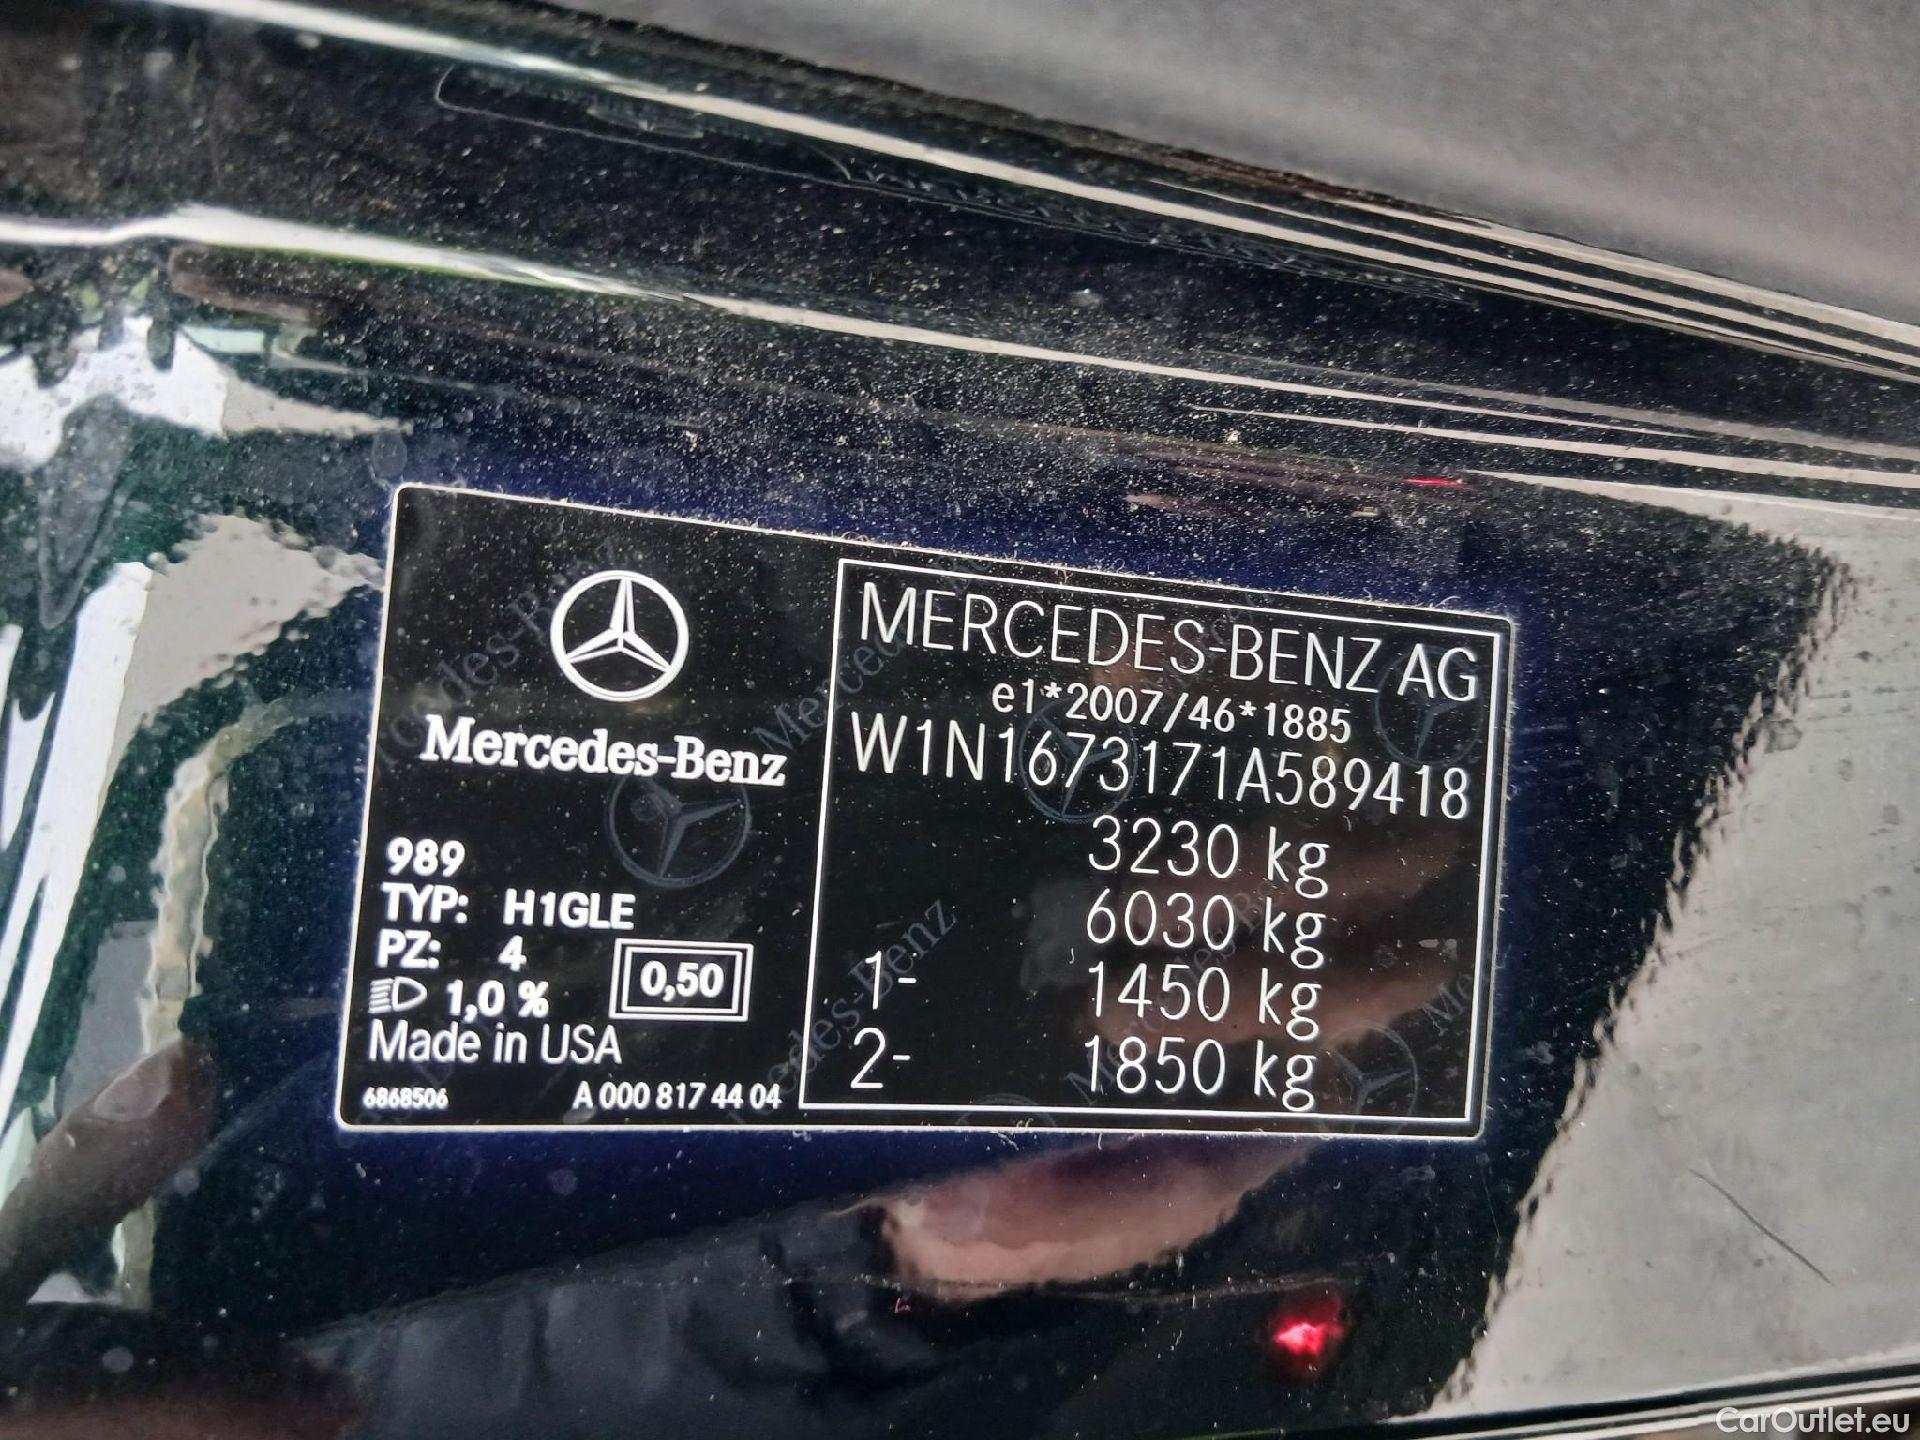 Mercedes-Benz
989
TYP: H1GLE
PZ: 4
1,0 %
0,50
Made in USA
6868506 A 000 817 44 04
MERCEDES-BENZ AG
e1*2007/46*1885
W1N1673171A589418
3230 kg
6030 kg
1- 1450 kg
2- 1850 kg
CarOutlet.eu